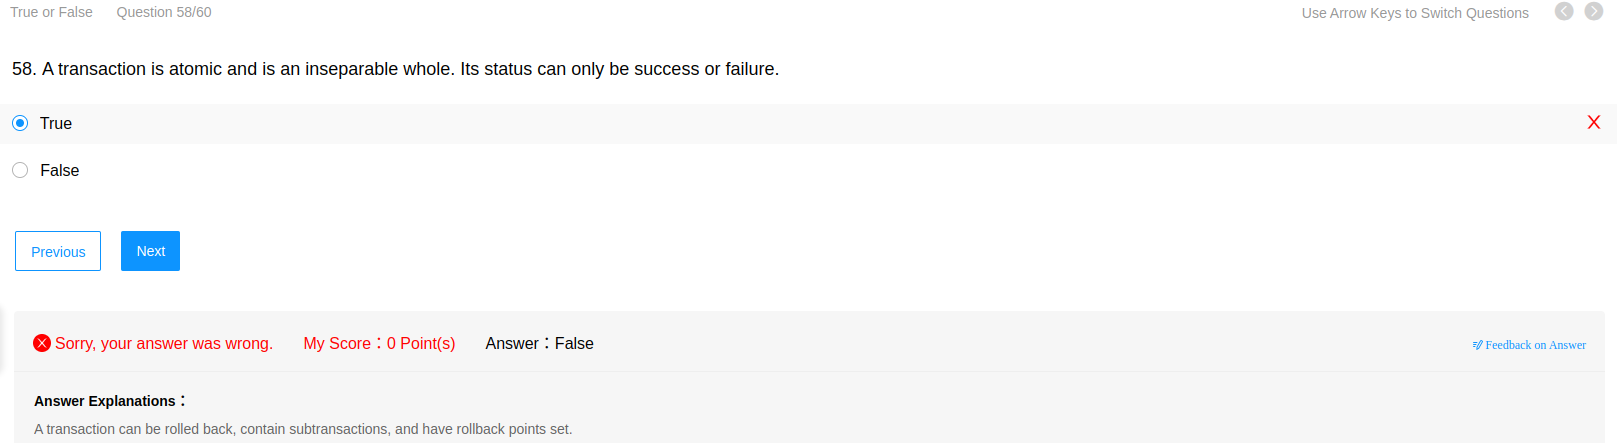 True or False Question 58/60 Use Arrow Keys to Switch Questions
58. A transaction is atomic and is an inseparable whole. Its status can only be success or failure.
True X
False
Previous Next
Sorry, your answer was wrong. My Score：0 Point(s) Answer：False Feedback on Answer
Answer Explanations：
A transaction can be rolled back, contain subtransactions, and have rollback points set.